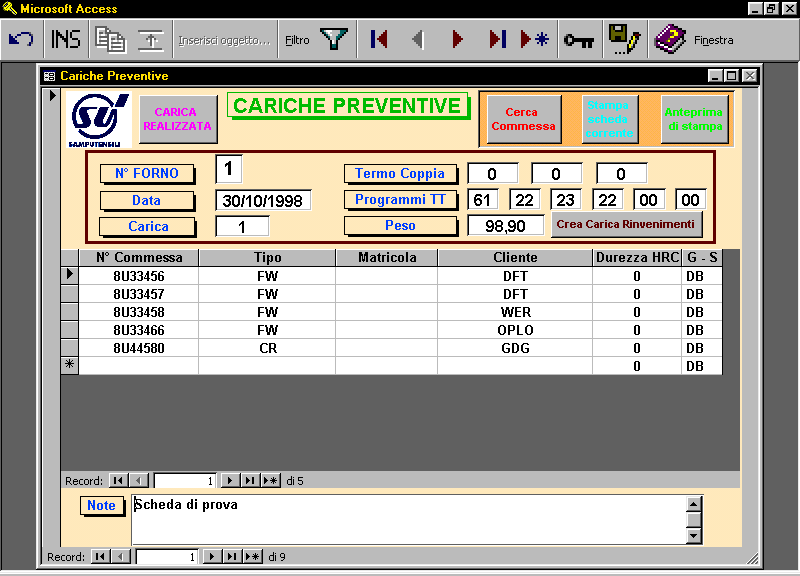 Microsoft Access
INS Inserisci oggetto... Filtro Finestra
Cariche Preventive
SU
SAMPUTENSILI
CARICA
REALIZZATA
CARICHE PREVENTIVE
Cerca
Commessa
Stampa
scheda
corrente
Anteprima
di stampa
N° FORNO 1 Termo Coppia 0 0 0
Data 30/10/1998 Programmi TT 61 22 23 22 00 00
Carica 1 Peso 98,90 Crea Carica Rinvenimenti
N° Commessa Tipo Matricola Cliente Durezza HRC G - S
8U33456 FW DFT 0 DB
8U33457 FW DFT 0 DB
8U33458 FW WER 0 DB
8U33466 FW OPLO 0 DB
8U44580 CR GDG 0 DB
0 DB
Record: 1 di 5
Note Scheda di prova
Record: 1 di 9